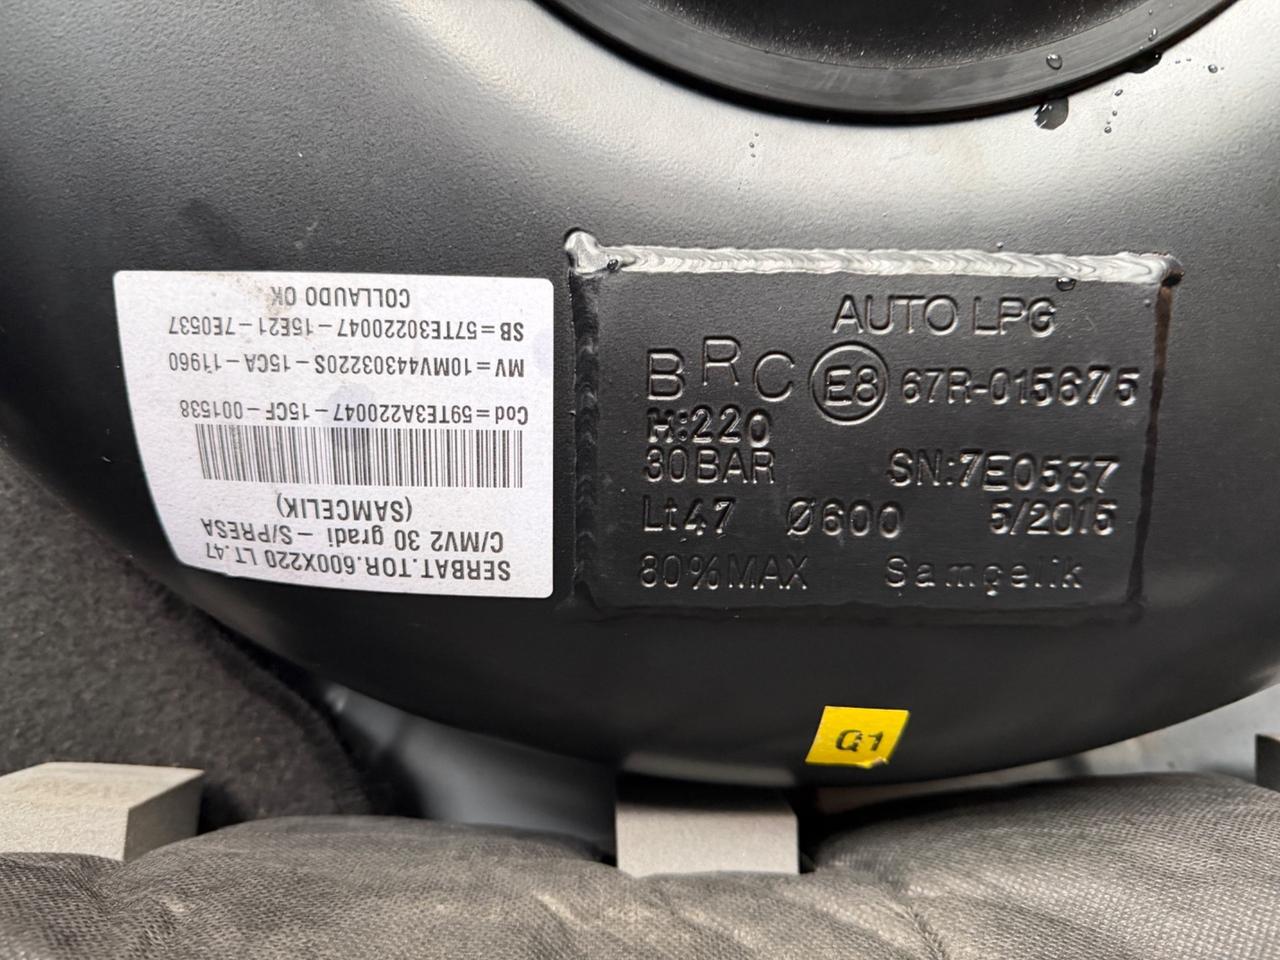 SERBAT.TOR.600X220 LT.47
C/MV2 30 gradi - S/PRESA
(SAMCELIK)
Cod=59TE3A220047-15CF-001538
MV=10MV44303220S-15CA-11960
SB=57TE30220047-15E21-7E0537
COLLAUDO OK
AUTO LPG
BRC E8 67R-015675
H:220
30BAR SN:7E0537
Lt47 Ø600 5/2015
80%MAX Samçelik
Q1